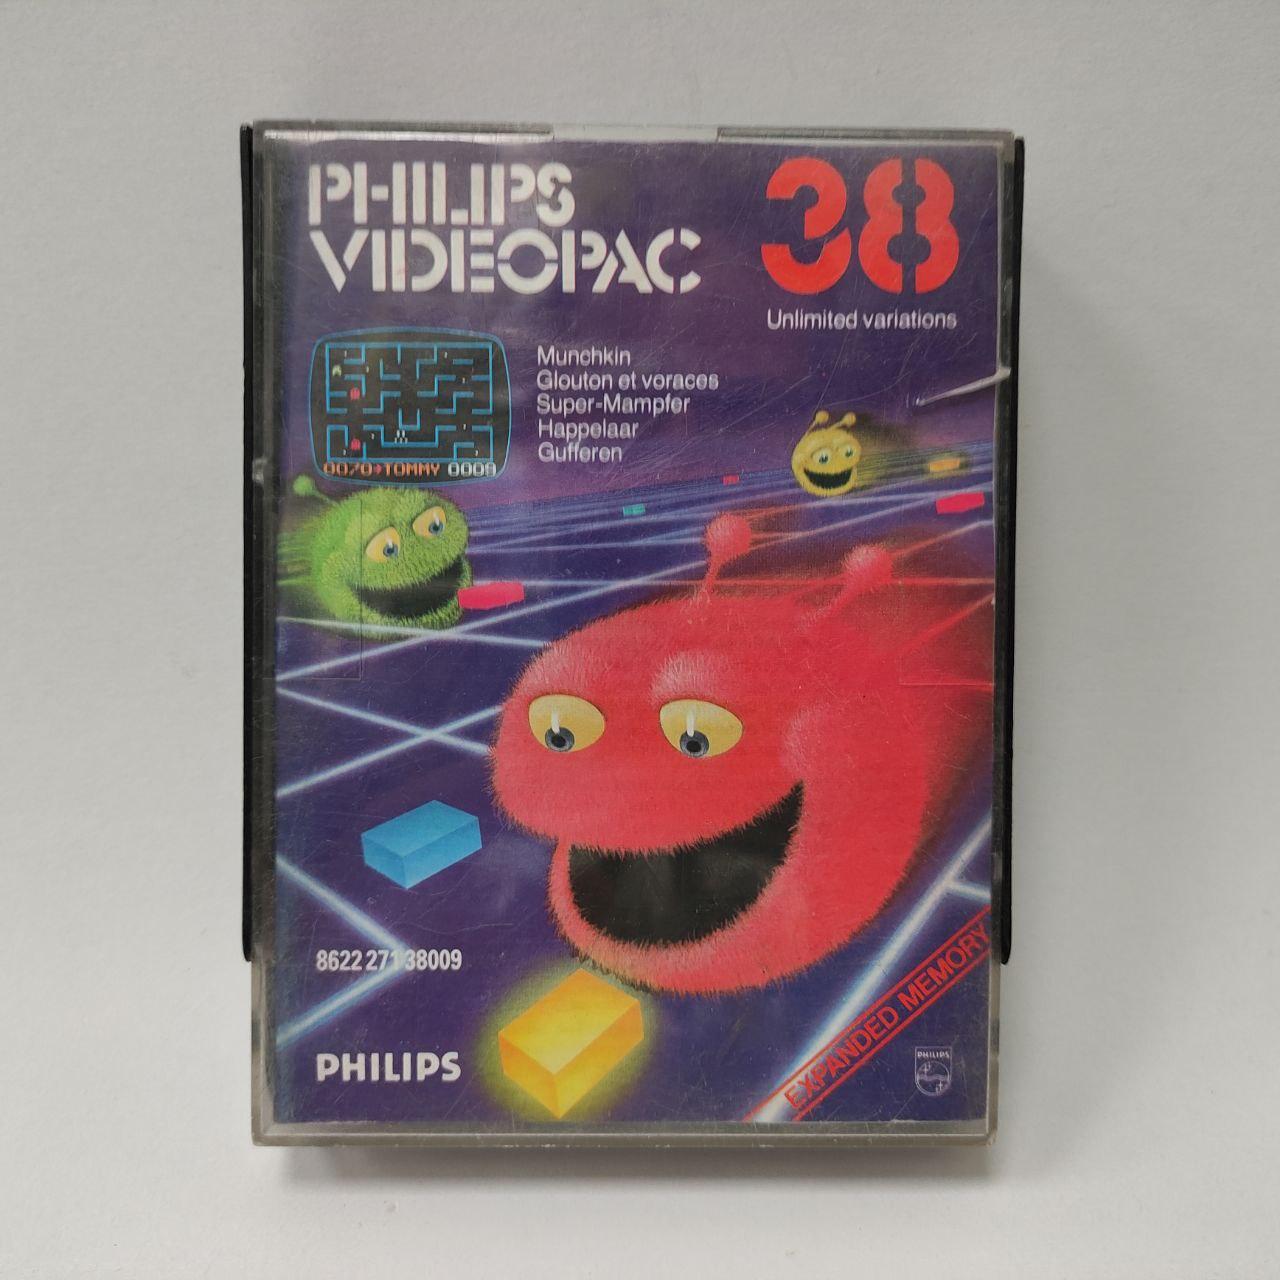 PHILIPS
VIDEOPAC
38
Unlimited variations
Munchkin
Glouton et voraces
Super-Mampfer
Happelaar
Gufferen
0070→TOMMY 0009
8622 271 38009
PHILIPS
EXPANDED MEMORY
PHILIPS